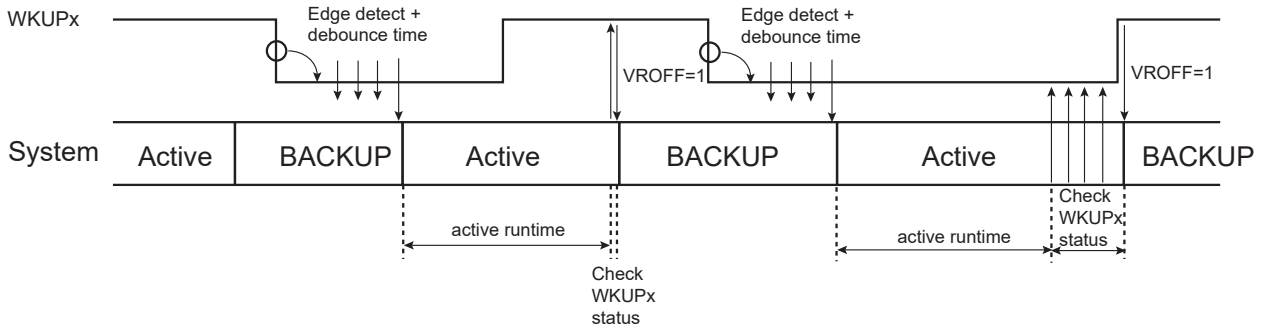 WKUPx
Edge detect +
debounce time
VROFF=1
Edge detect +
debounce time
VROFF=1
System
Active
BACKUP
Active
BACKUP
Active
BACKUP
active runtime
Check
WKUPx
status
active runtime
Check
WKUPx
status